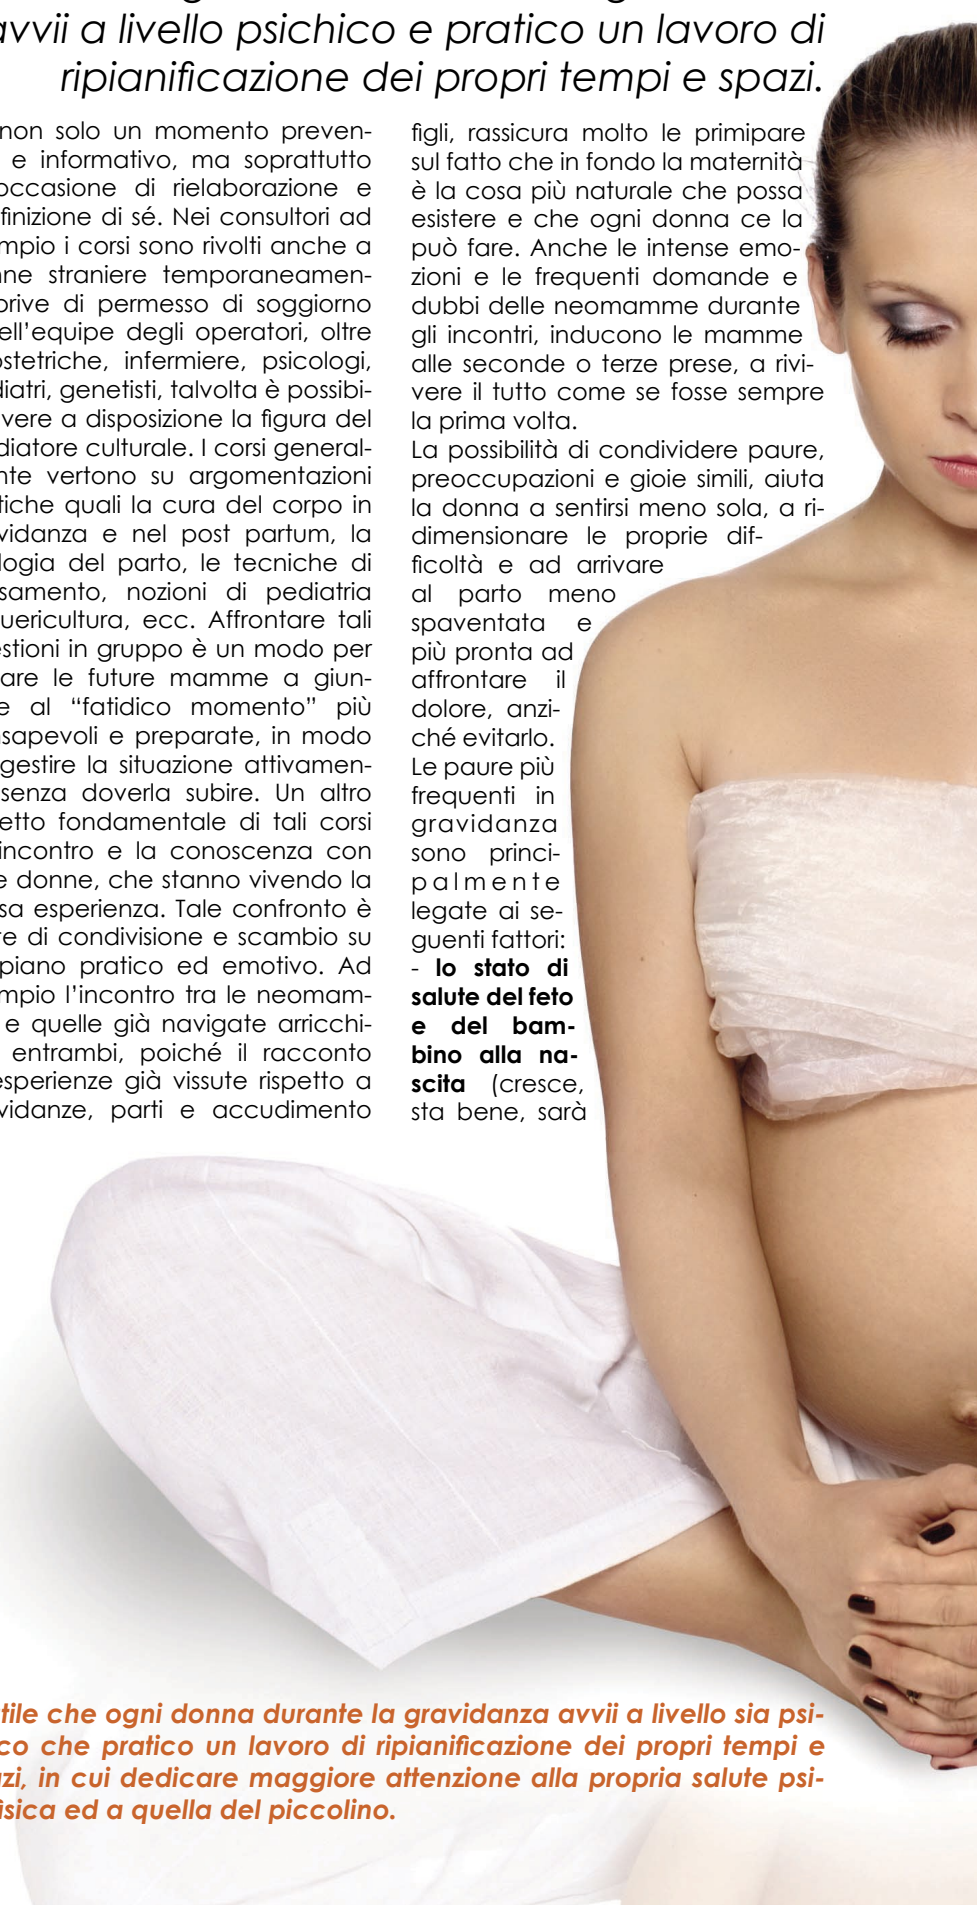 avvii a livello psichico e pratico un lavoro di
ripianificazione dei propri tempi e spazi.
non solo un momento preven-
e informativo, ma soprattutto
occasione di rielaborazione e
finizione di sé. Nei consultori ad
mpio i corsi sono rivolti anche a
nne straniere temporaneamen-
prive di permesso di soggiorno
ell'equipe degli operatori, oltre
stetriche, infermiere, psicologi,
diatri, genetisti, talvolta è possibi-
vere a disposizione la figura del
diatore culturale. I corsi general-
nte vertono su argomentazioni
tiche quali la cura del corpo in
vidanza e nel post partum, la
logia del parto, le tecniche di
ssamento, nozioni di pediatria
uericultura, ecc. Affrontare tali
estioni in gruppo è un modo per
are le future mamme a giun-
e al “fatidico momento” più
nsapevoli e preparate, in modo
gestire la situazione attivamen-
senza doverla subire. Un altro
etto fondamentale di tali corsi
incontro e la conoscenza con
e donne, che stanno vivendo la
sa esperienza. Tale confronto è
te di condivisione e scambio su
piano pratico ed emotivo. Ad
mpio l'incontro tra le neomam-
e quelle già navigate arricchi-
entrambi, poiché il racconto
esperienze già vissute rispetto a
vidanze, parti e accudimento
figli, rassicura molto le primipare
sul fatto che in fondo la maternità
è la cosa più naturale che possa
esistere e che ogni donna ce la
può fare. Anche le intense emo-
zioni e le frequenti domande e
dubbi delle neomamme durante
gli incontri, inducono le mamme
alle seconde o terze prese, a rivi-
vere il tutto come se fosse sempre
la prima volta.
La possibilità di condividere paure,
preoccupazioni e gioie simili, aiuta
la donna a sentirsi meno sola, a ri-
dimensionare le proprie dif-
ficoltà e ad arrivare
al parto meno
spaventata e
più pronta ad
affrontare il
dolore, anzi-
ché evitarlo.
Le paure più
frequenti in
gravidanza
sono princi-
palmente
legate ai se-
guenti fattori:
- lo stato di
salute del feto
e del bam-
bino alla na-
scita (cresce,
sta bene, sarà
tile che ogni donna durante la gravidanza avvii a livello sia psi-
co che pratico un lavoro di ripianificazione dei propri tempi e
azi, in cui dedicare maggiore attenzione alla propria salute psi-
isica ed a quella del piccolino.